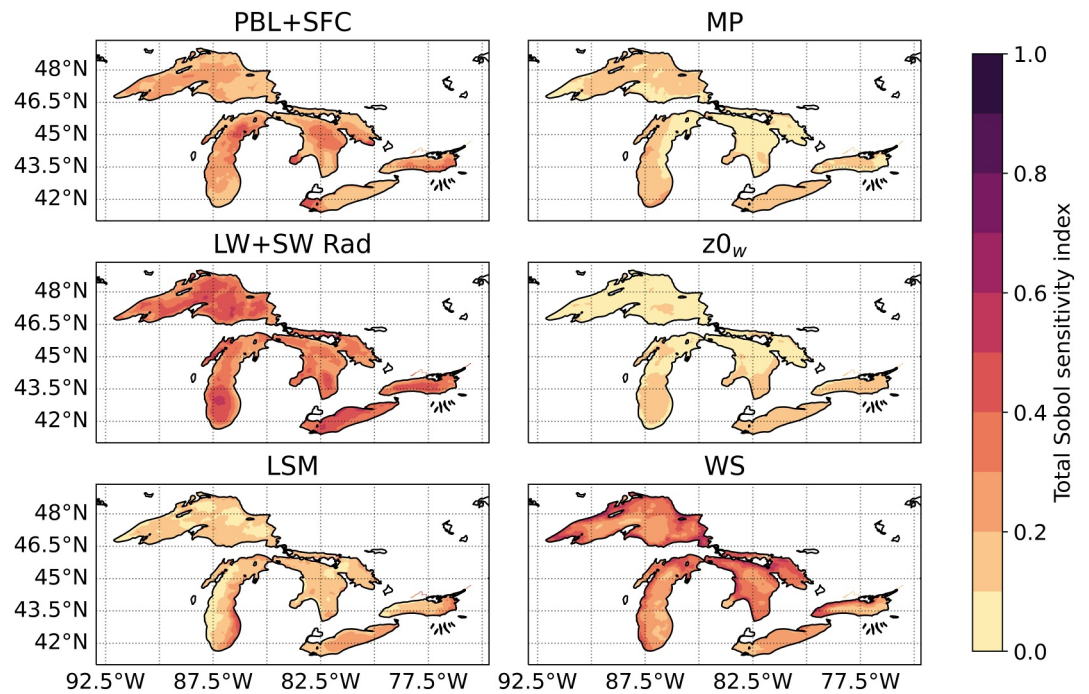 PBL+SFC
MP
48°N
46.5°N
45°N
43.5°N
42°N
LW+SW Rad
z0w
48°N
46.5°N
45°N
43.5°N
42°N
LSM
WS
48°N
46.5°N
45°N
43.5°N
42°N
92.5°W 87.5°W 82.5°W 77.5°W
92.5°W 87.5°W 82.5°W 77.5°W
1.0
0.8
0.6
0.4
0.2
0.0
Total Sobol sensitivity index